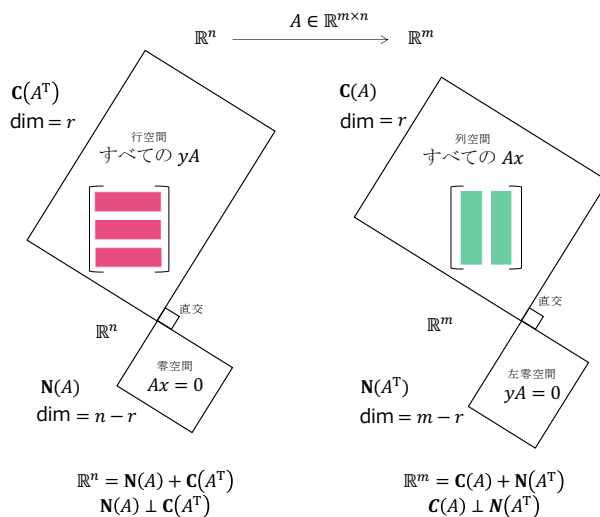 ℝⁿ A ∈ ℝᵐˣⁿ ℝᵐ
C(Aᵀ)
dim = r
行空間
すべての yA
直交
ℝⁿ
零空間
Ax = 0
N(A)
dim = n − r
ℝⁿ = N(A) + C(Aᵀ)
N(A) ⊥ C(Aᵀ)
C(A)
dim = r
列空間
すべての Ax
直交
ℝᵐ
左零空間
yA = 0
N(Aᵀ)
dim = m − r
ℝᵐ = C(A) + N(Aᵀ)
C(A) ⊥ N(Aᵀ)